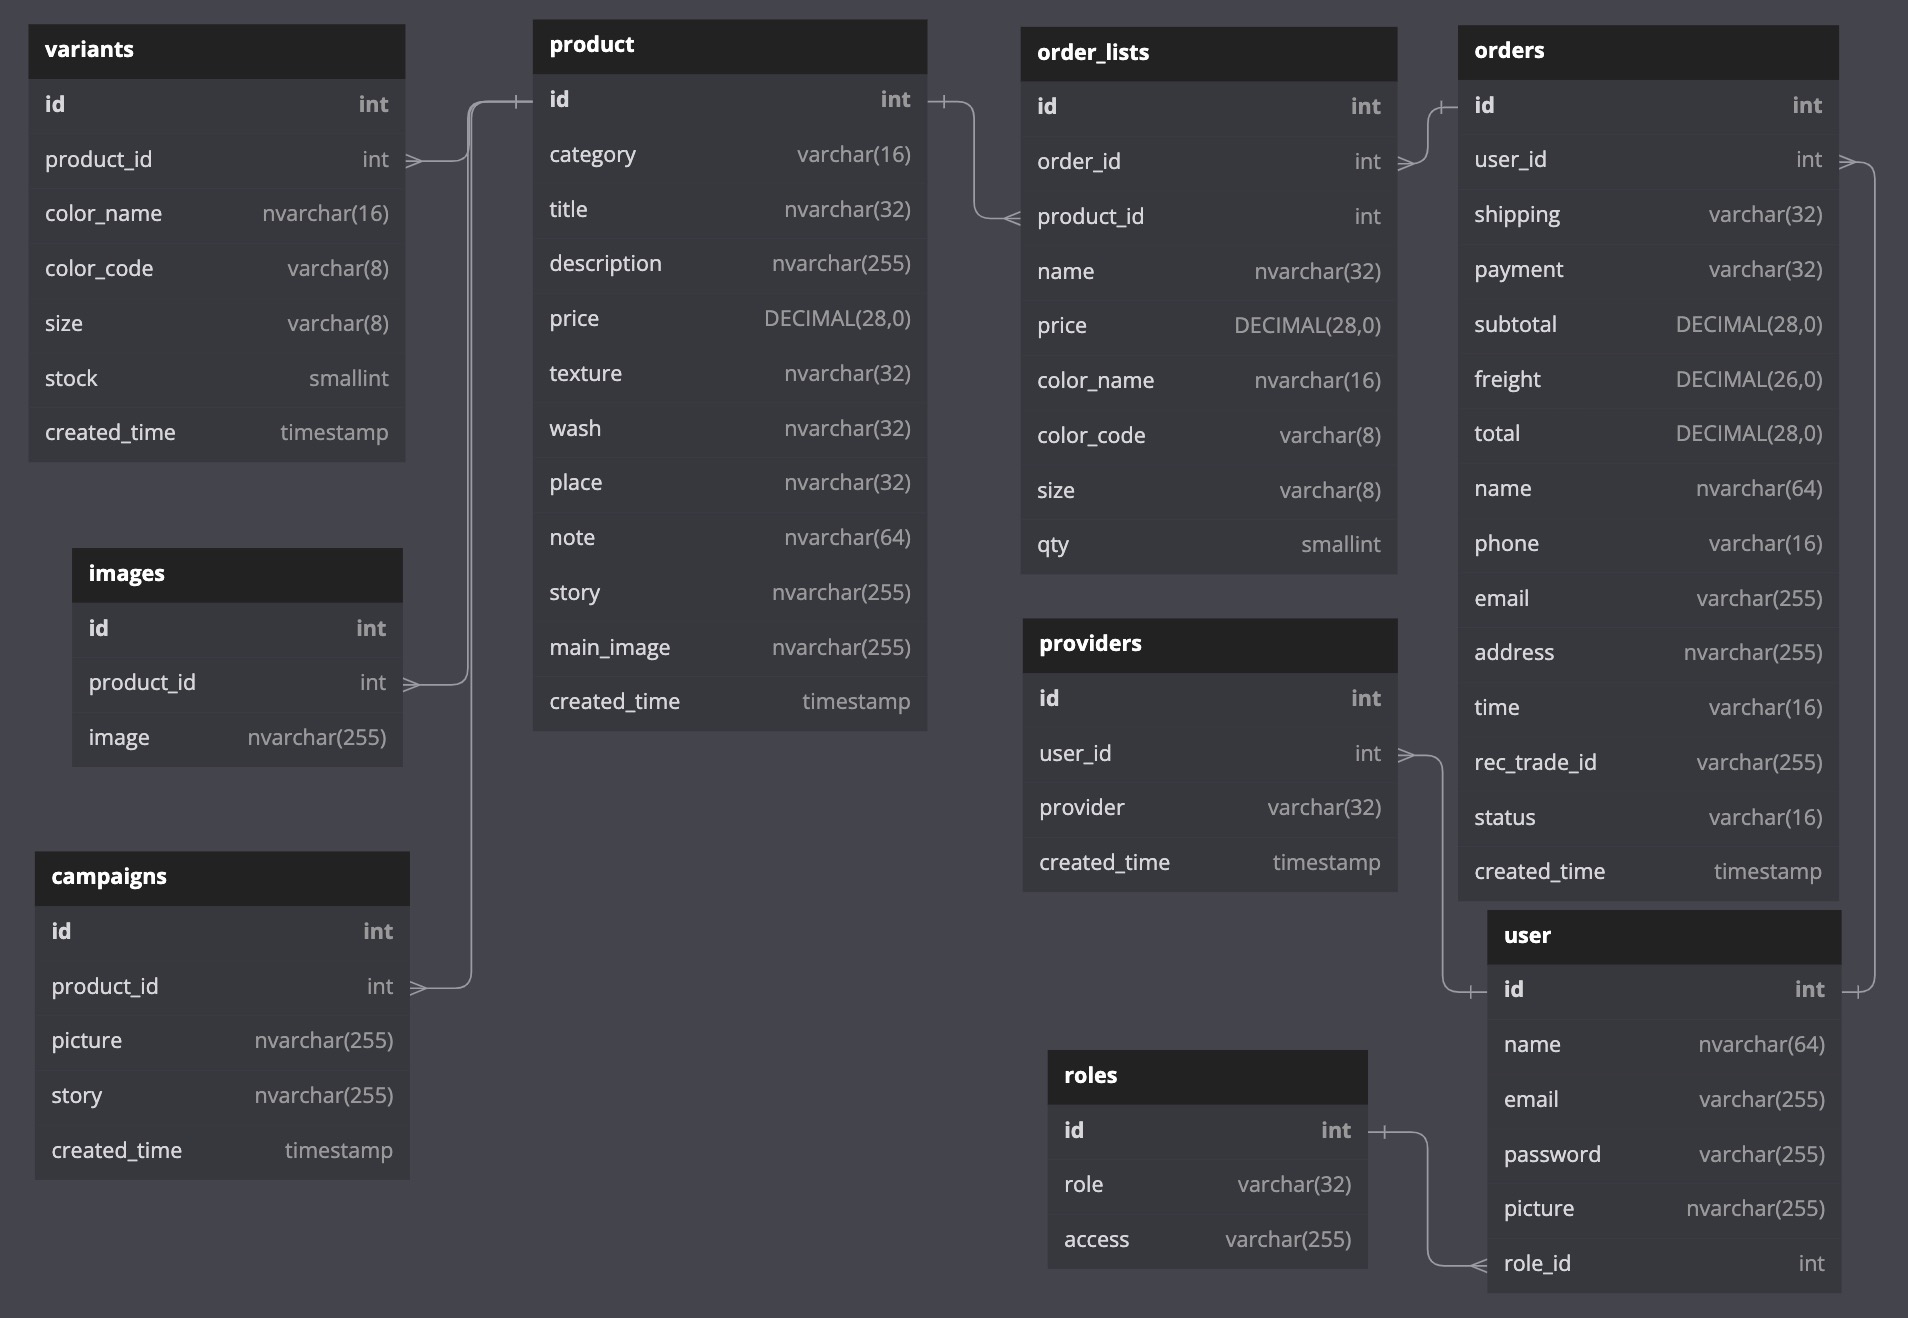 variants
id int
product_id int
color_name nvarchar(16)
color_code varchar(8)
size varchar(8)
stock smallint
created_time timestamp
images
id int
product_id int
image nvarchar(255)
campaigns
id int
product_id int
picture nvarchar(255)
story nvarchar(255)
created_time timestamp
product
id int
category varchar(16)
title nvarchar(32)
description nvarchar(255)
price DECIMAL(28,0)
texture nvarchar(32)
wash nvarchar(32)
place nvarchar(32)
note nvarchar(64)
story nvarchar(255)
main_image nvarchar(255)
created_time timestamp
order_lists
id int
order_id int
product_id int
name nvarchar(32)
price DECIMAL(28,0)
color_name nvarchar(16)
color_code varchar(8)
size varchar(8)
qty smallint
providers
id int
user_id int
provider varchar(32)
created_time timestamp
roles
id int
role varchar(32)
access varchar(255)
orders
id int
user_id int
shipping varchar(32)
payment varchar(32)
subtotal DECIMAL(28,0)
freight DECIMAL(26,0)
total DECIMAL(28,0)
name nvarchar(64)
phone varchar(16)
email varchar(255)
address nvarchar(255)
time varchar(16)
rec_trade_id varchar(255)
status varchar(16)
created_time timestamp
user
id int
name nvarchar(64)
email varchar(255)
password varchar(255)
picture nvarchar(255)
role_id int